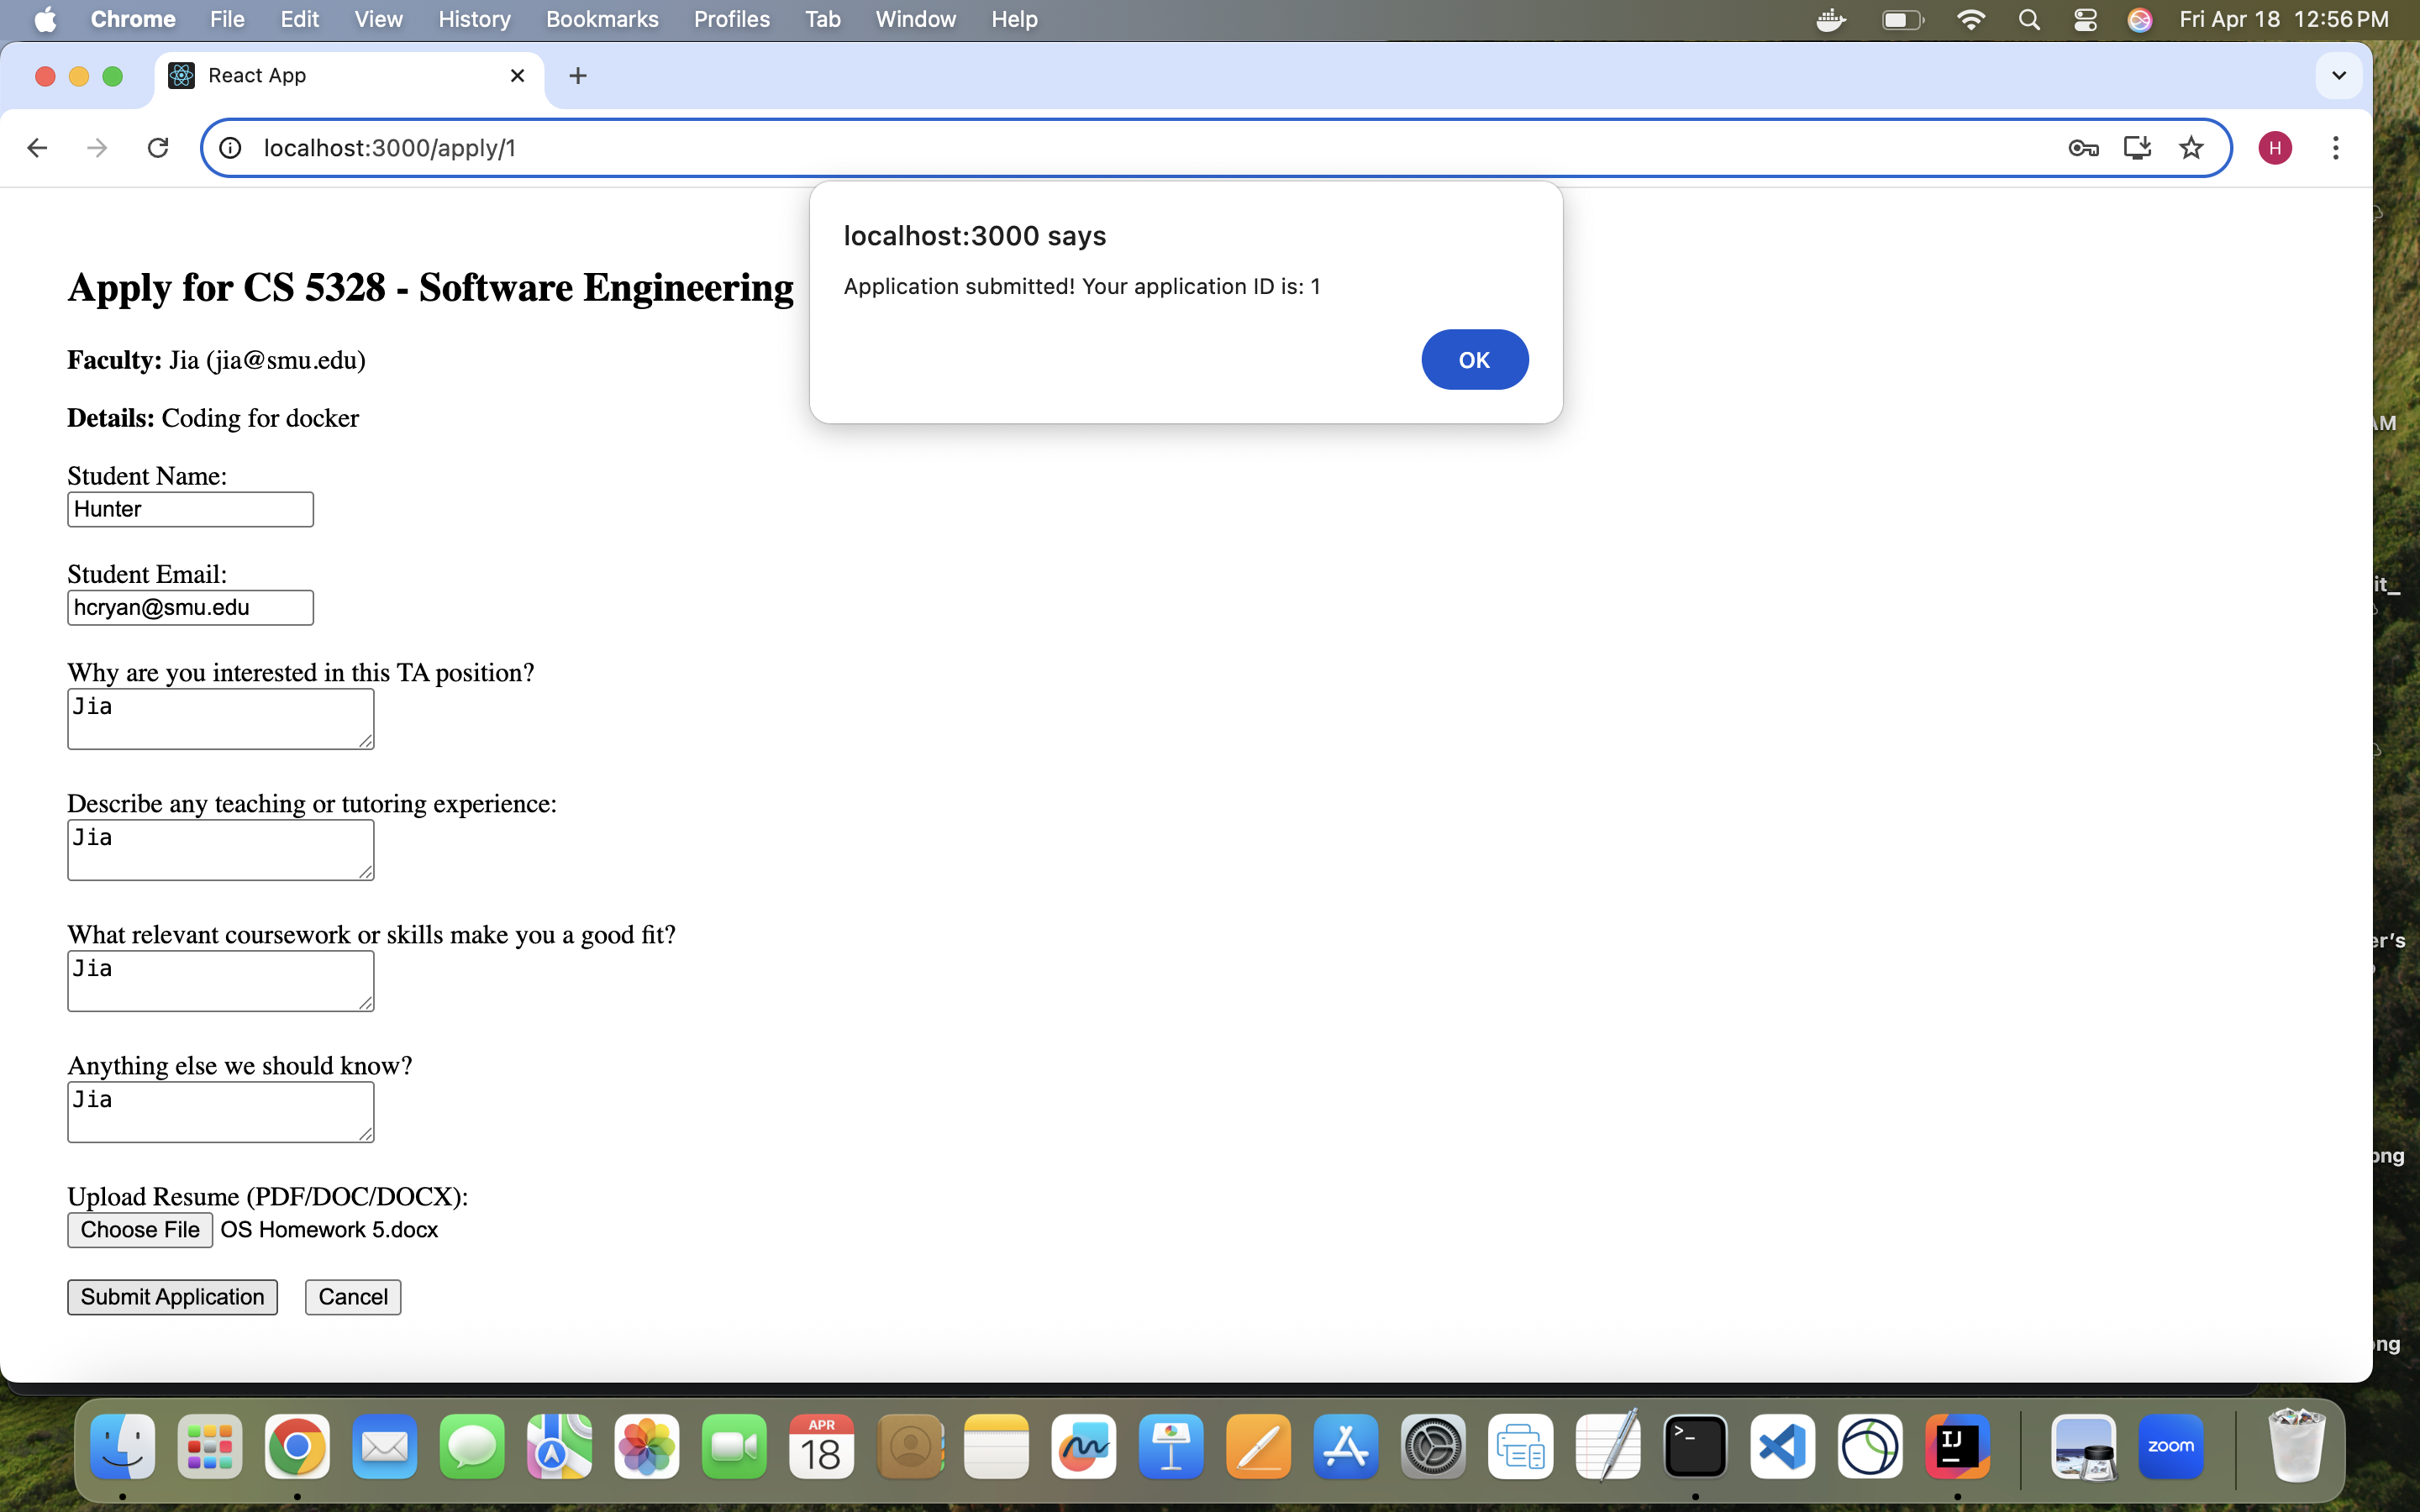 Chrome File Edit View History Bookmarks Profiles Tab Window Help Fri Apr 18 12:56 PM
React App
localhost:3000/apply/1
H
localhost:3000 says
Application submitted! Your application ID is: 1
OK
Apply for CS 5328 - Software Engineering
Faculty: Jia (jia@smu.edu)
Details: Coding for docker
Student Name:
Hunter
Student Email:
hcryan@smu.edu
Why are you interested in this TA position?
Jia
Describe any teaching or tutoring experience:
Jia
What relevant coursework or skills make you a good fit?
Jia
Anything else we should know?
Jia
Upload Resume (PDF/DOC/DOCX):
Choose File OS Homework 5.docx
Submit Application Cancel
AM
it_
er's
APR
18
>_
IJ
zoom